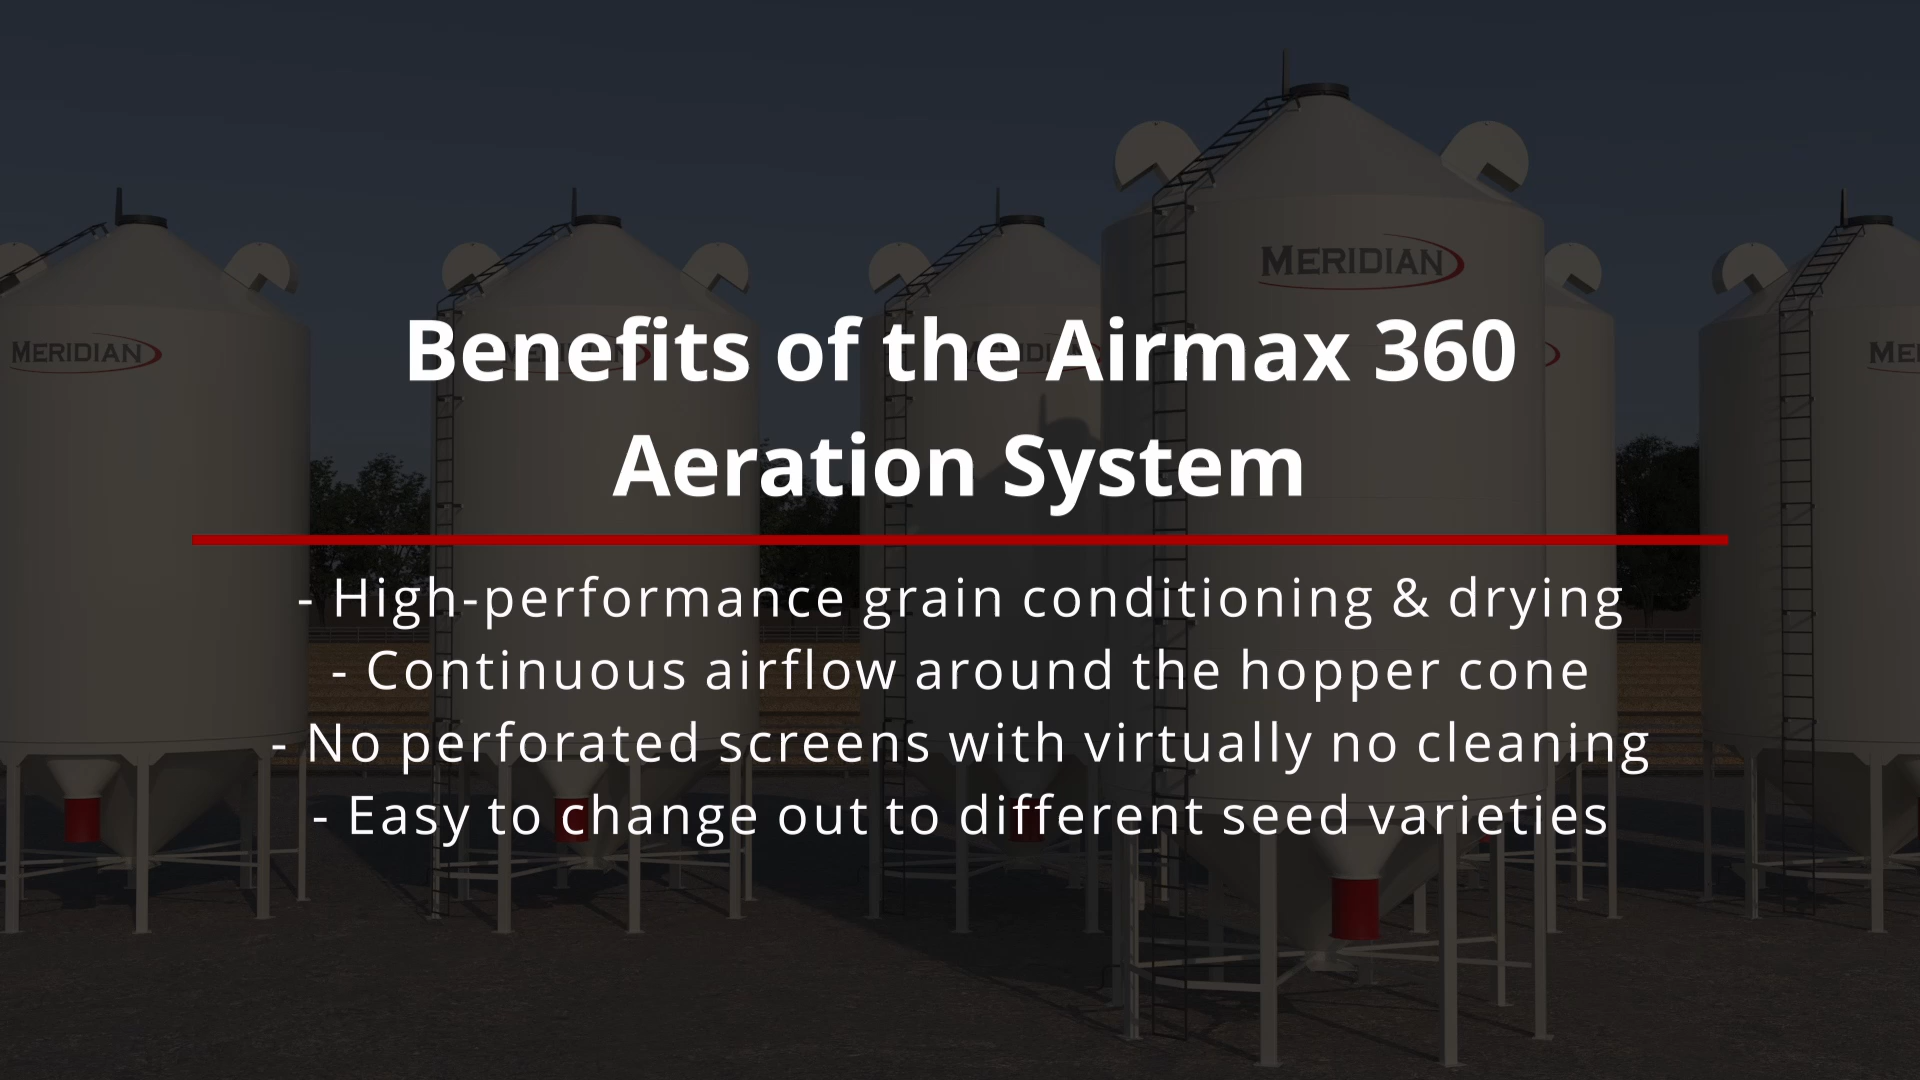 MERIDIAN
MERIDIAN
Benefits of the Airmax 360
Aeration System
- High-performance grain conditioning & drying
- Continuous airflow around the hopper cone
- No perforated screens with virtually no cleaning
- Easy to change out to different seed varieties